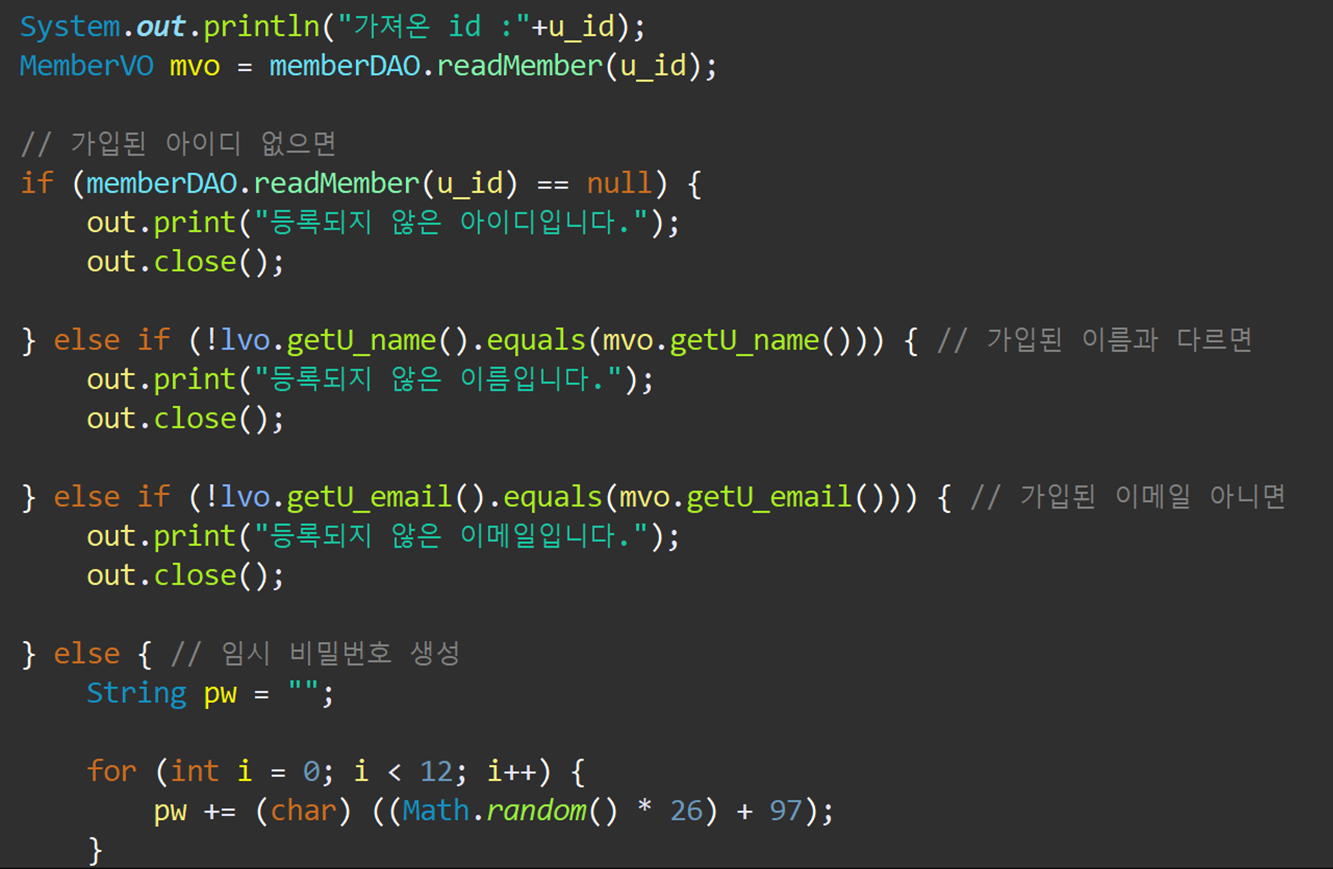 System.out.println("가져온 id :"+u_id);
MemberVO mvo = memberDAO.readMember(u_id);
// 가입된 아이디 없으면
if (memberDAO.readMember(u_id) == null) {
out.print("등록되지 않은 아이디입니다.");
out.close();
} else if (!lvo.getU_name().equals(mvo.getU_name())) { // 가입된 이름과 다르면
out.print("등록되지 않은 이름입니다.");
out.close();
} else if (!lvo.getU_email().equals(mvo.getU_email())) { // 가입된 이메일 아니면
out.print("등록되지 않은 이메일입니다.");
out.close();
} else { // 임시 비밀번호 생성
String pw = "";
for (int i = 0; i < 12; i++) {
pw += (char) ((Math.random() * 26) + 97);
}